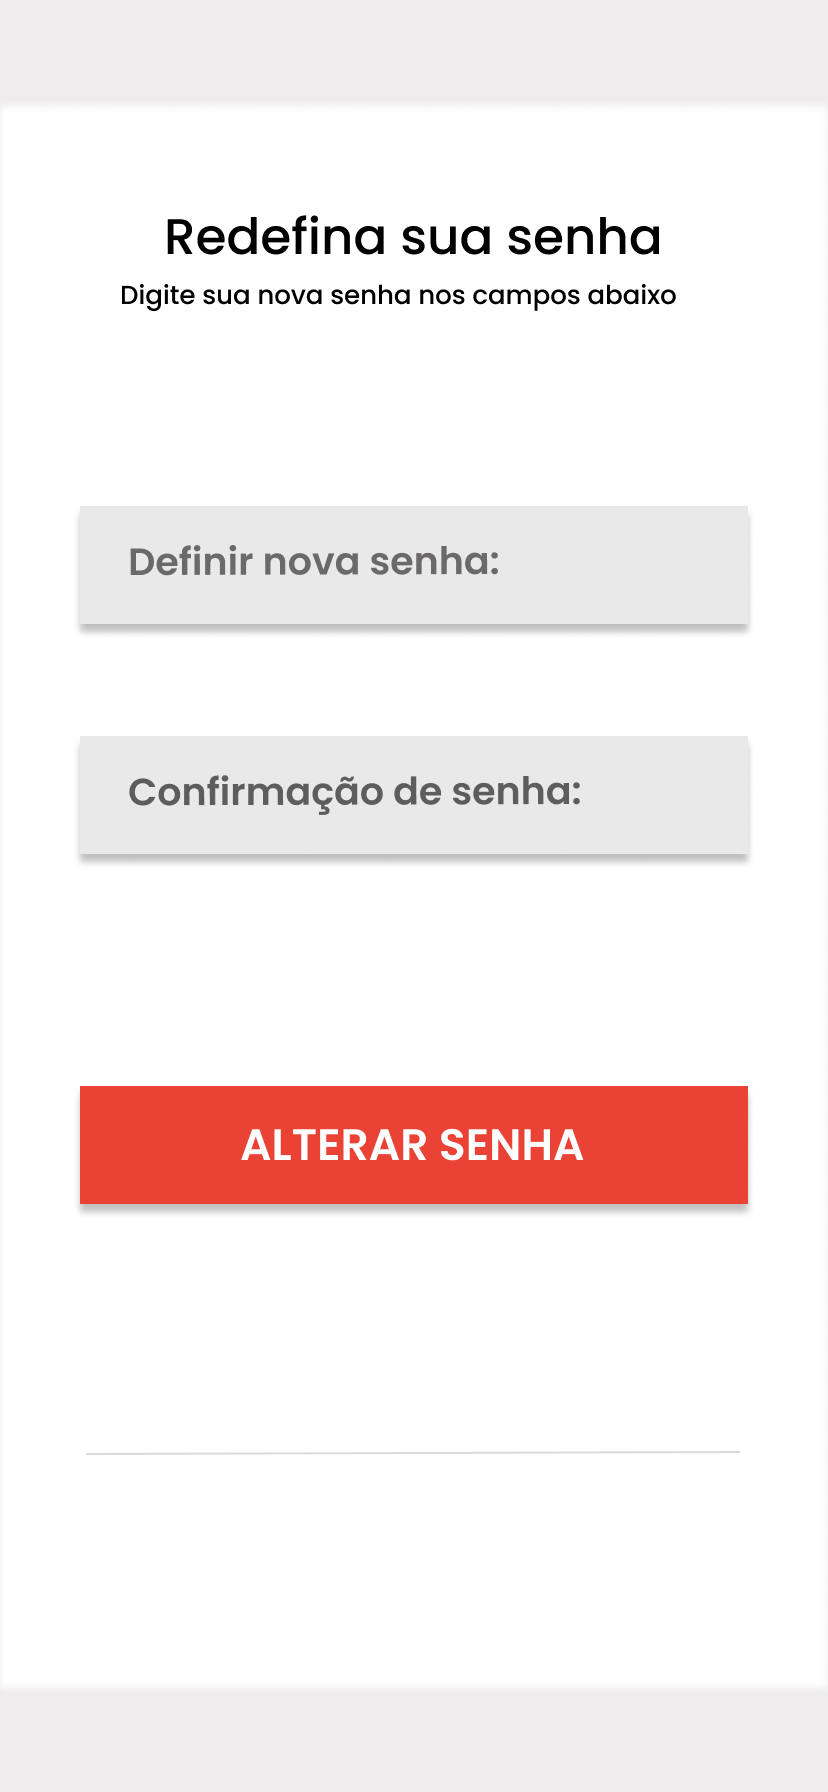 Redefina sua senha
Digite sua nova senha nos campos abaixo
Definir nova senha:
Confirmação de senha:
ALTERAR SENHA